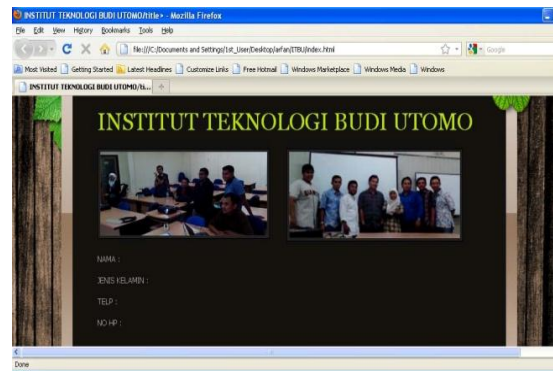 INSTITUT TEKNOLOGI BUDI UTOMO/title> - Mozilla Firefox
File Edit View History Bookmarks Tools Help
file:///C:/Documents and Settings/1st_User/Desktop/arfan/ITBU/index.html
Google
Most Visited Getting Started Latest Headlines Customize Links Free Hotmail Windows Marketplace Windows Media Windows
INSTITUT TEKNOLOGI BUDI UTOMO/ti...
INSTITUT TEKNOLOGI BUDI UTOMO
NAMA :
JENIS KELAMIN :
TELP :
NO HP :
Done